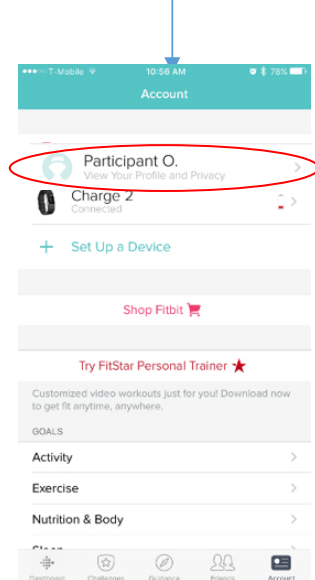 T-Mobile 10:56 AM 76%
Account
Participant O.
View Your Profile and Privacy
Charge 2
Connected
+ Set Up a Device
Shop Fitbit
Try FitStar Personal Trainer
Customized video workouts just for you! Download now
to get fit anytime, anywhere.
GOALS
Activity
Exercise
Nutrition & Body
Sleep
Dashboard Challenges Guidance Friends Account